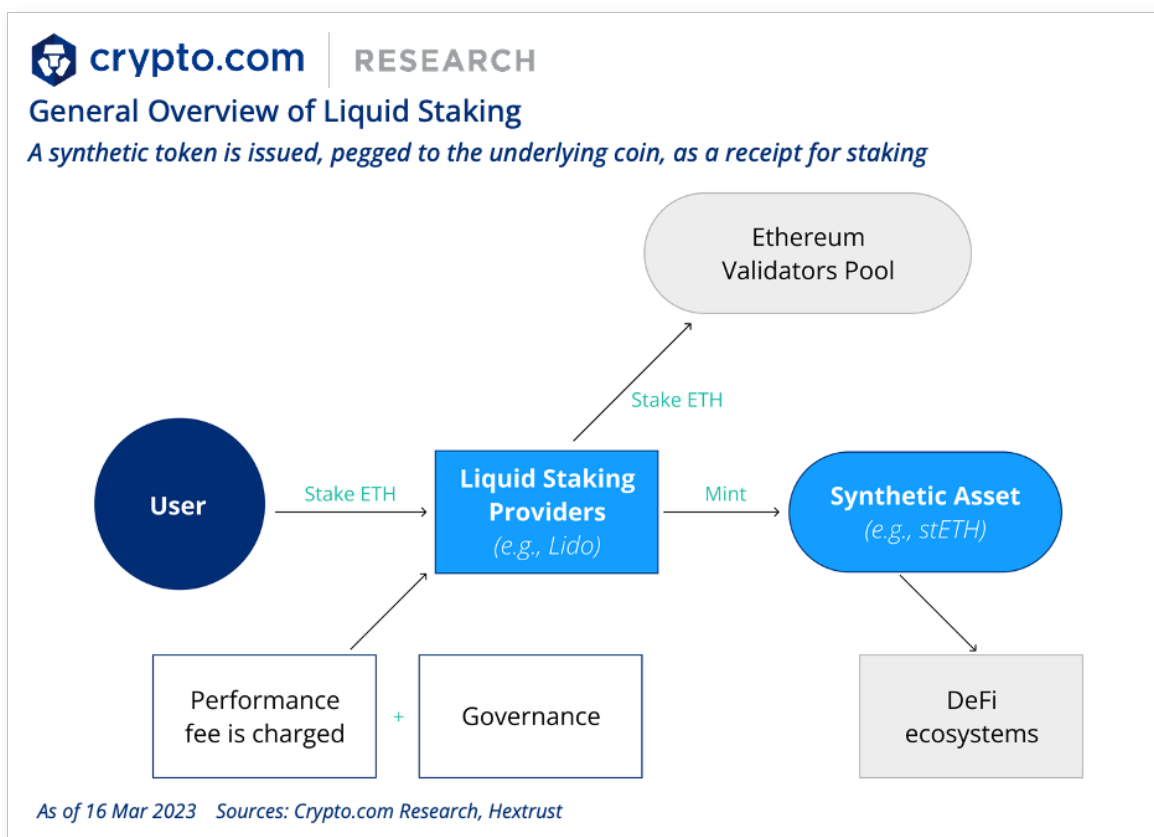 crypto.com | RESEARCH
General Overview of Liquid Staking
A synthetic token is issued, pegged to the underlying coin, as a receipt for staking
Ethereum
Validators Pool
Stake ETH
User
Stake ETH
Liquid Staking
Providers
(e.g., Lido)
Mint
Synthetic Asset
(e.g., stETH)
Performance
fee is charged
+
Governance
DeFi
ecosystems
As of 16 Mar 2023 Sources: Crypto.com Research, Hextrust